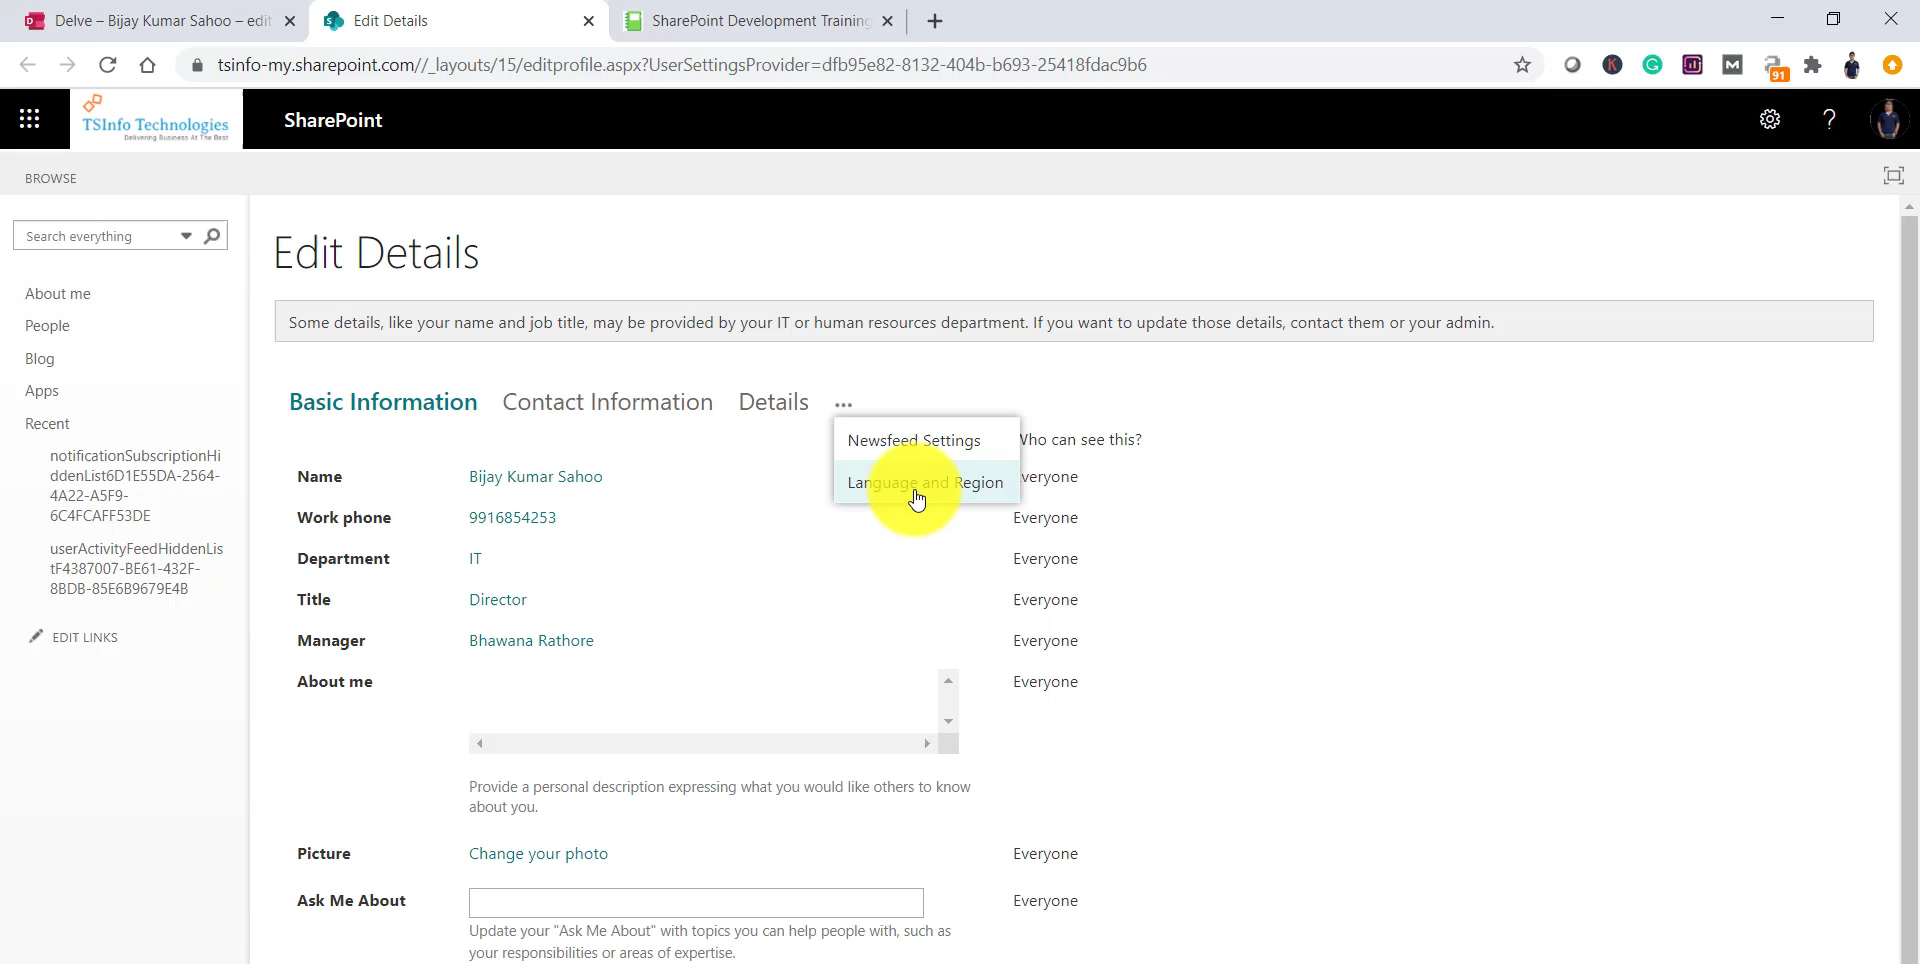 Delve – Bijay Kumar Sahoo – edit
Edit Details
SharePoint Development Training
tsinfo-my.sharepoint.com//_layouts/15/editprofile.aspx?UserSettingsProvider=dfb95e82-8132-404b-b693-25418fdac9b6
91
TSInfo Technologies
Delivering Business At The Best
SharePoint
BROWSE
Search everything
About me
People
Blog
Apps
Recent
notificationSubscriptionHi
ddenList6D1E55DA-2564-
4A22-A5F9-
6C4FCAFF53DE
userActivityFeedHiddenLis
tF4387007-BE61-432F-
8BDB-85E6B9679E4B
EDIT LINKS
Edit Details
Some details, like your name and job title, may be provided by your IT or human resources department. If you want to update those details, contact them or your admin.
Basic Information Contact Information Details ...
Newsfeed Settings
Language and Region
Who can see this?
Name Bijay Kumar Sahoo Everyone
Work phone 9916854253 Everyone
Department IT Everyone
Title Director Everyone
Manager Bhawana Rathore Everyone
About me Everyone
Provide a personal description expressing what you would like others to know
about you.
Picture Change your photo Everyone
Ask Me About Everyone
Update your "Ask Me About" with topics you can help people with, such as
your responsibilities or areas of expertise.